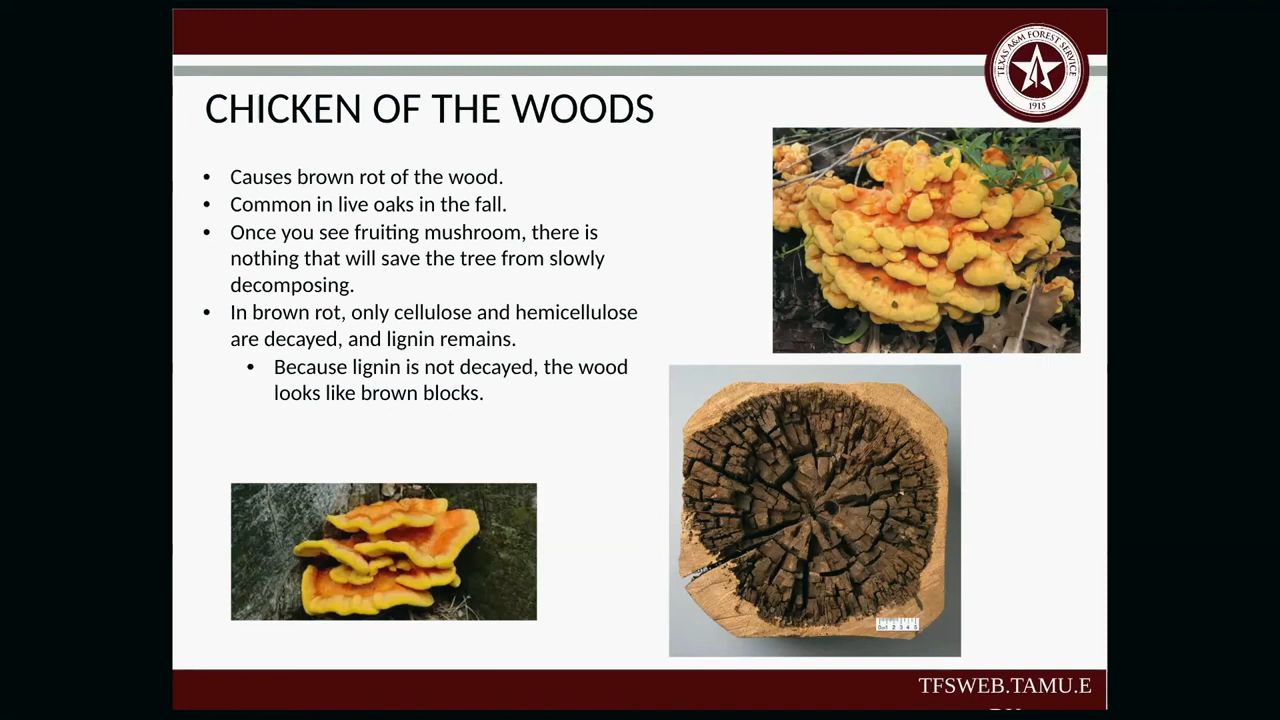 TEXAS A&M FOREST SERVICE
1915
CHICKEN OF THE WOODS
• Causes brown rot of the wood.
• Common in live oaks in the fall.
• Once you see fruiting mushroom, there is
nothing that will save the tree from slowly
decomposing.
• In brown rot, only cellulose and hemicellulose
are decayed, and lignin remains.
• Because lignin is not decayed, the wood
looks like brown blocks.
TFSWEB.TAMU.E